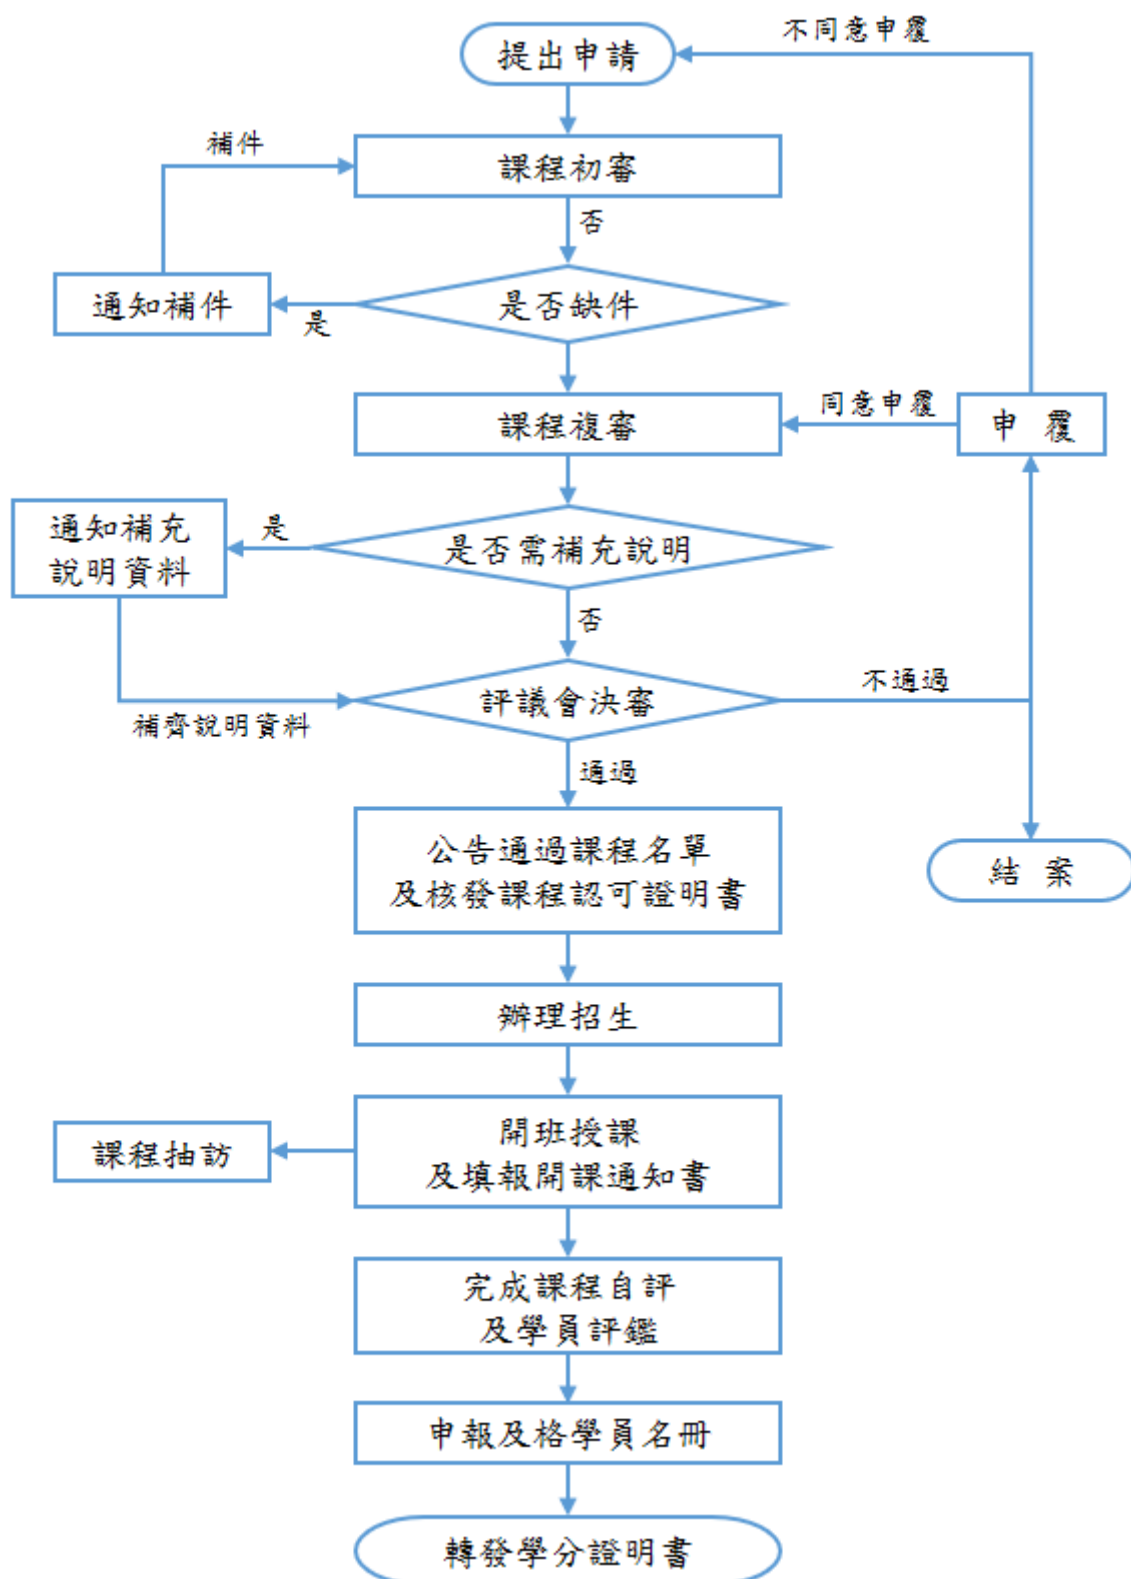 不同意申覆
提出申請
補件
課程初審
否
通知補件
是
是否缺件
課程複審
同意申覆
申 覆
通知補充
說明資料
是
是否需補充說明
否
評議會決審
不通過
補齊說明資料
通過
公告通過課程名單
及核發課程認可證明書
結 案
辦理招生
開班授課
及填報開課通知書
課程抽訪
完成課程自評
及學員評鑑
申報及格學員名冊
轉發學分證明書